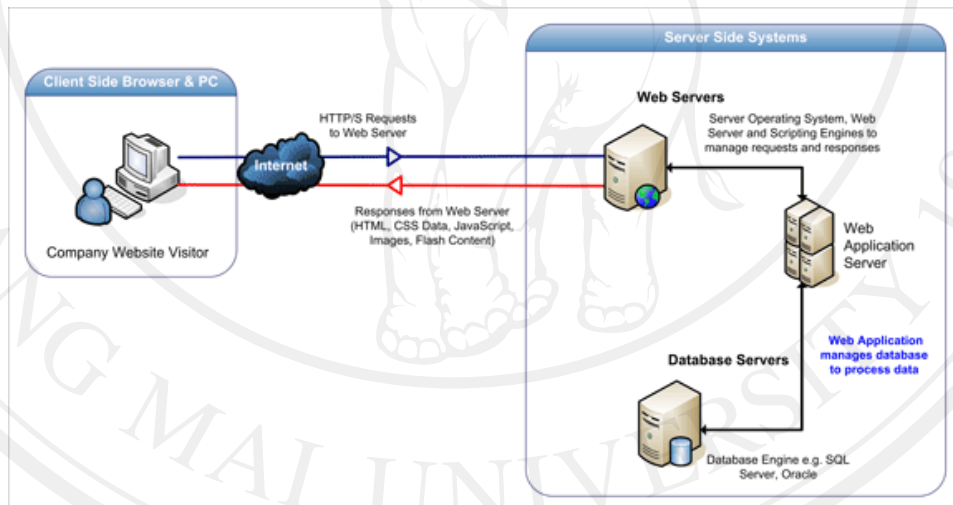 Server Side Systems
Client Side Browser & PC
HTTP/S Requests
to Web Server
Internet
Responses from Web Server
(HTML, CSS Data, JavaScript,
Images, Flash Content)
Company Website Visitor
Web Servers
Server Operating System, Web
Server and Scripting Engines to
manage requests and responses
Web
Application
Server
Web Application
manages database
to process data
Database Servers
Database Engine e.g. SQL
Server, Oracle
NG MAI UNIVERSITY